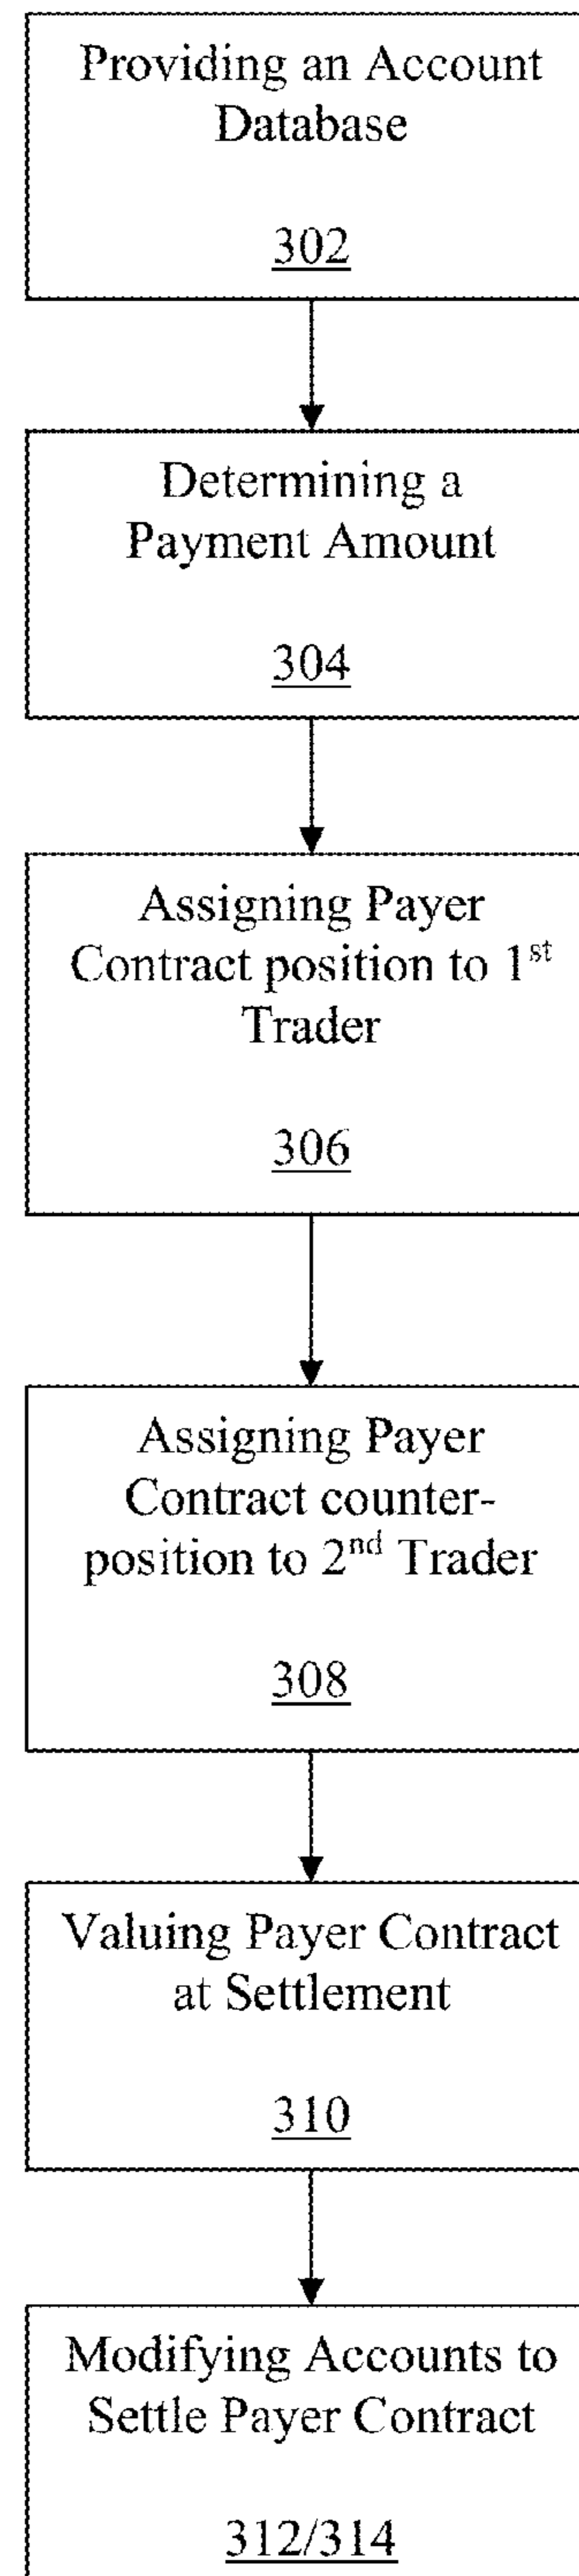 Providing an Account
Database
302
Determining a
Payment Amount
304
Assigning Payer
Contract position to 1st
Trader
306
Assigning Payer
Contract counter-
position to 2nd Trader
308
Valuing Payer Contract
at Settlement
310
Modifying Accounts to
Settle Payer Contract
312/314